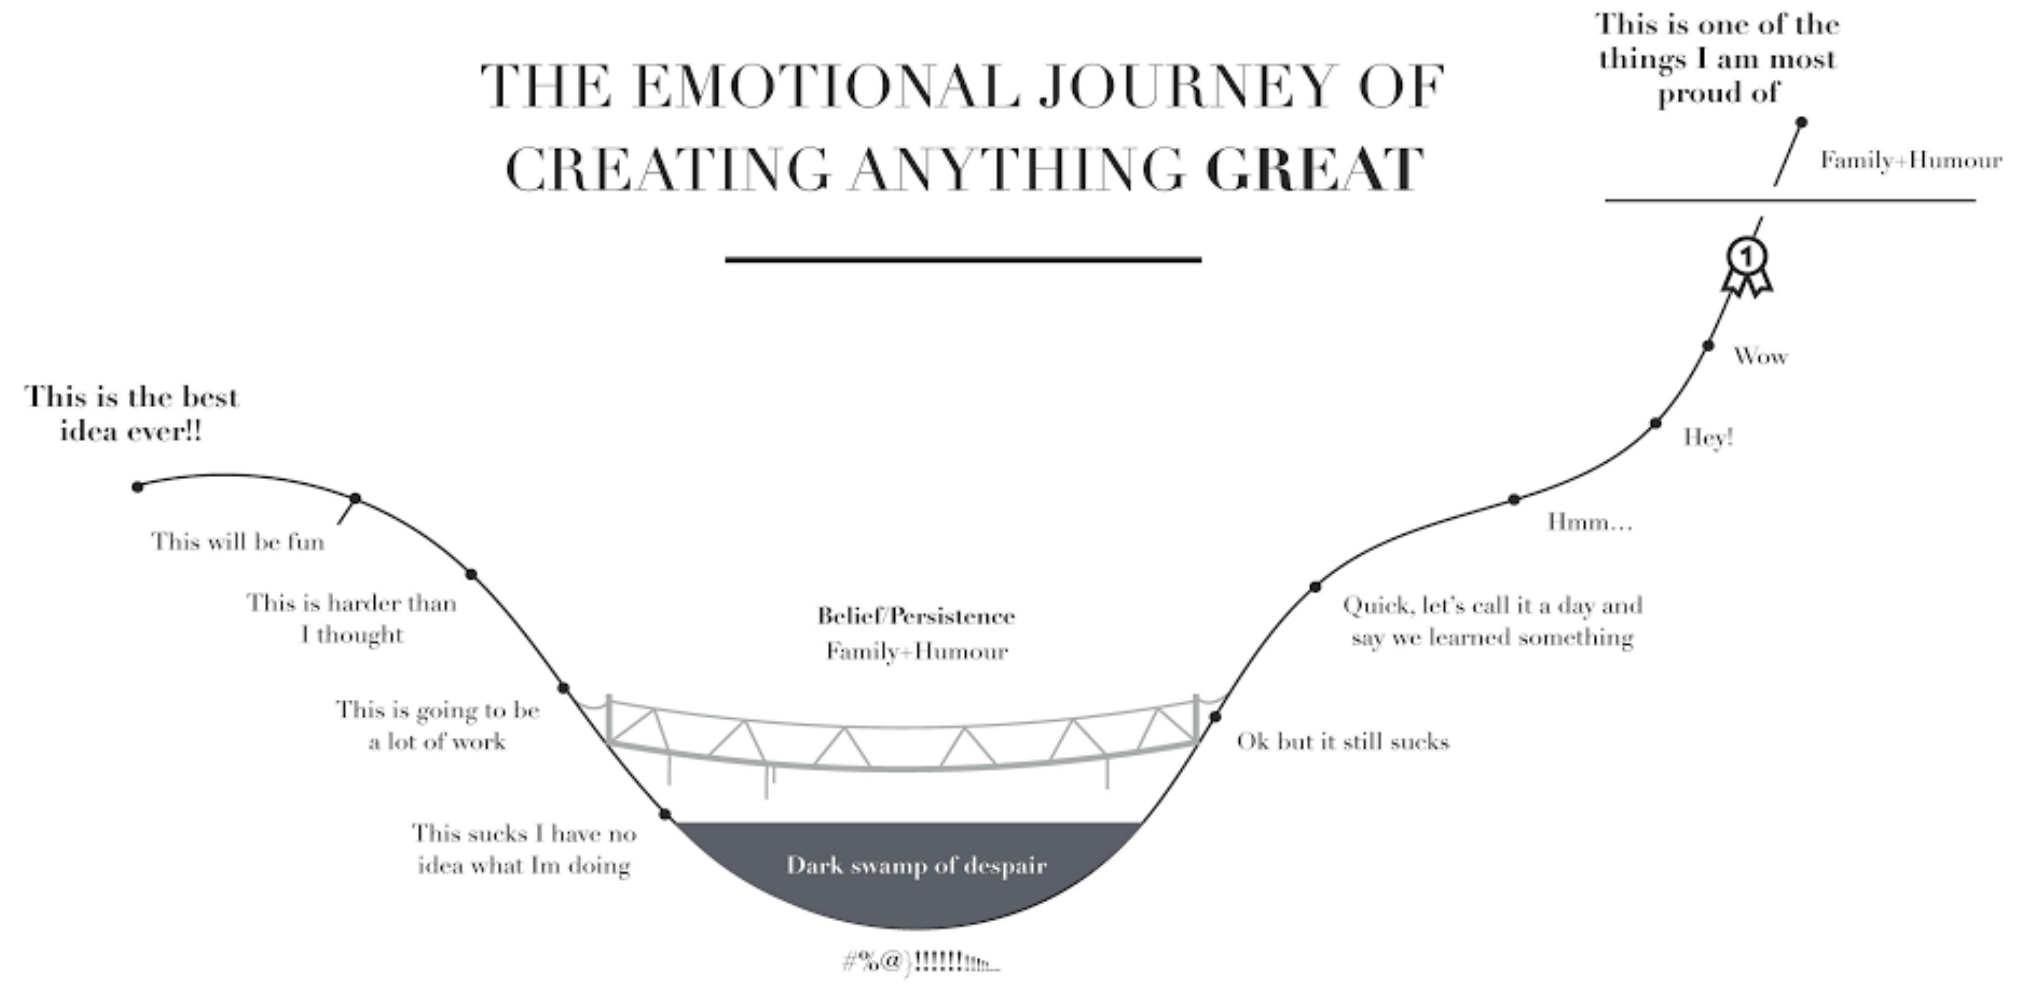 THE EMOTIONAL JOURNEY OF
CREATING ANYTHING GREAT
This is the best
idea ever!!
This will be fun
This is harder than
I thought
This is going to be
a lot of work
This sucks I have no
idea what Im doing
Belief/Persistence
Family+Humour
Dark swamp of despair
#%@)!!!!!!!!!!!...
Ok but it still sucks
Quick, let's call it a day and
say we learned something
Hmm...
Hey!
Wow
1
This is one of the
things I am most
proud of
Family+Humour